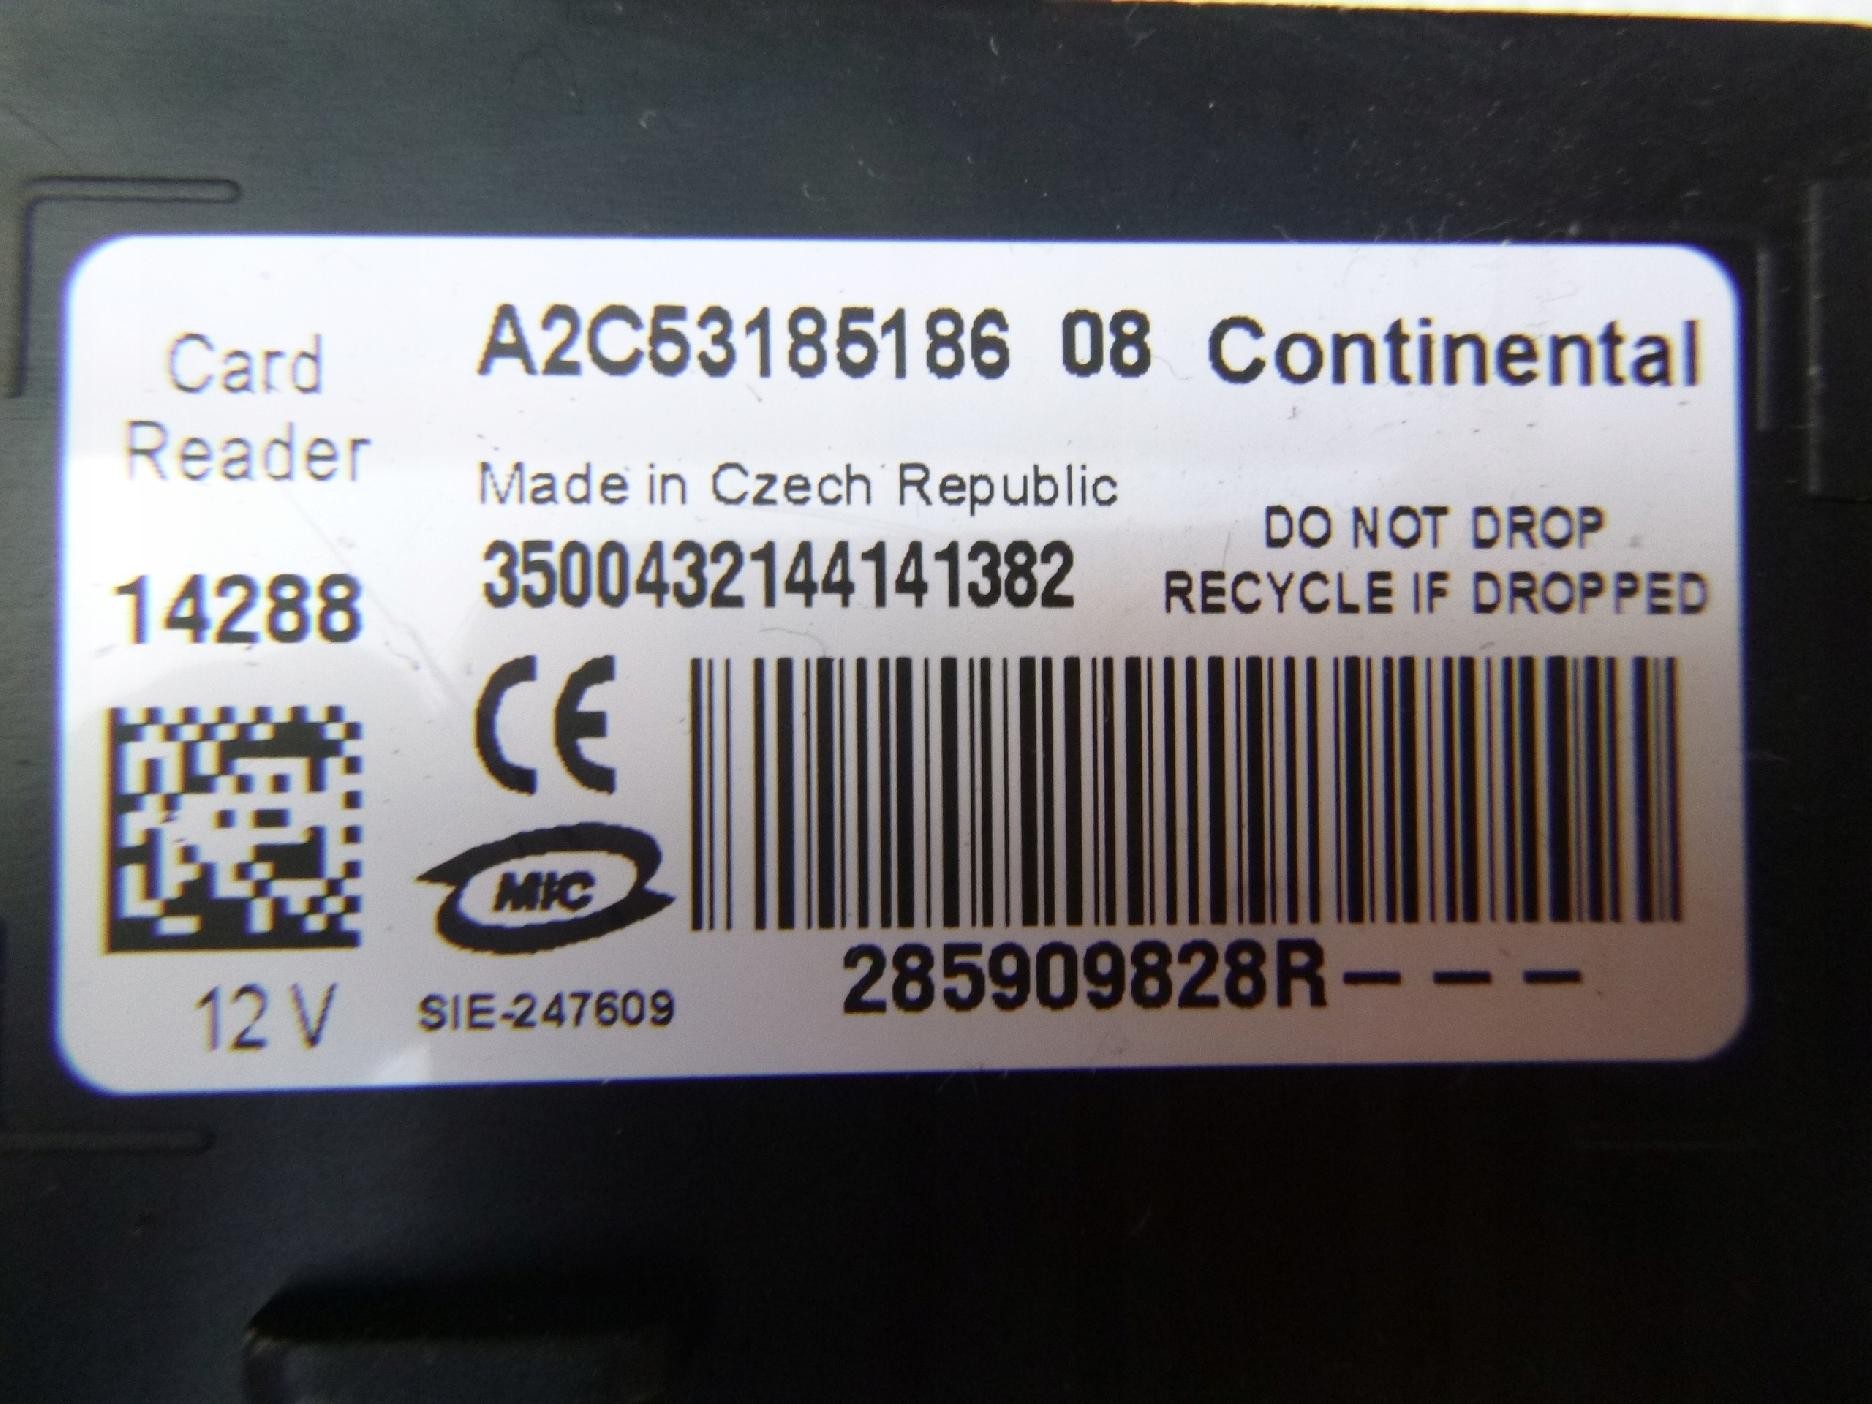 Card
Reader
A2C53185186 08 Continental
Made in Czech Republic
DO NOT DROP
RECYCLE IF DROPPED
14288
3500432144141382
CE
MIC
12 V
SIE-247609
285909828R---